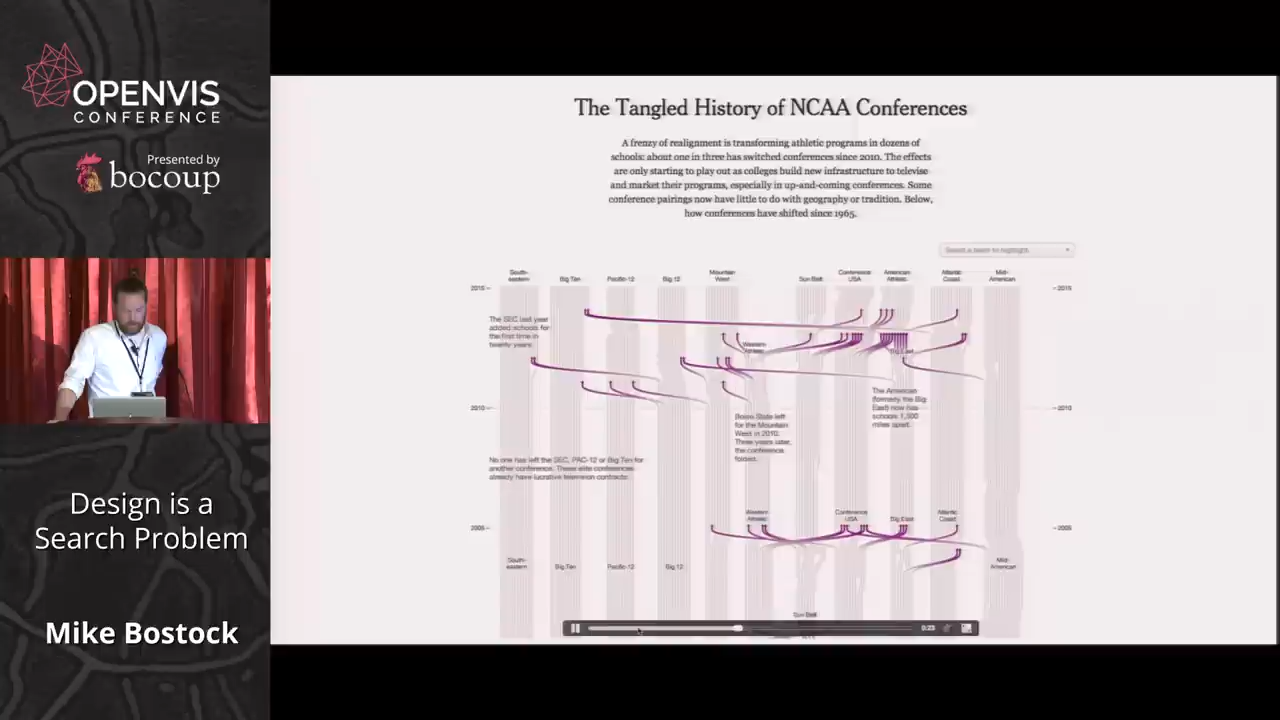 OPENVIS
CONFERENCE
Presented by
bocoup
Design is a
Search Problem
Mike Bostock
The Tangled History of NCAA Conferences
A frenzy of realignment is transforming athletic programs in dozens of
schools: about one in three has switched conferences since 2010. The effects
are only starting to play out as colleges build new infrastructure to televise
and market their programs, especially in up-and-coming conferences. Some
conference pairings now have little to do with geography or tradition. Below,
how conferences have shifted since 1965.
Select a team to highlight
South-
eastern
Big Ten
Pacific-12
Big 12
Mountain
West
Sun Belt
Conference
USA
American
Athletic
Atlantic
Coast
Mid-
American
2015
2015
The SEC last year
added schools for
the first time in
twenty years.
Western
Athletic
Big East
The American
(formerly the Big
East) now has
schools 1,500
miles apart.
2010
2010
Boise State left
for the Mountain
West in 2010.
Three years later,
the conference
folded.
No one has left the SEC, PAC-12 or Big Ten for
another conference. These elite conferences
already have lucrative television contracts.
Western
Athletic
Conference
USA
Big East
Atlantic
Coast
2005
2005
South-
eastern
Big Ten
Pacific-12
Big 12
Mid-
American
Sun Belt
0:23